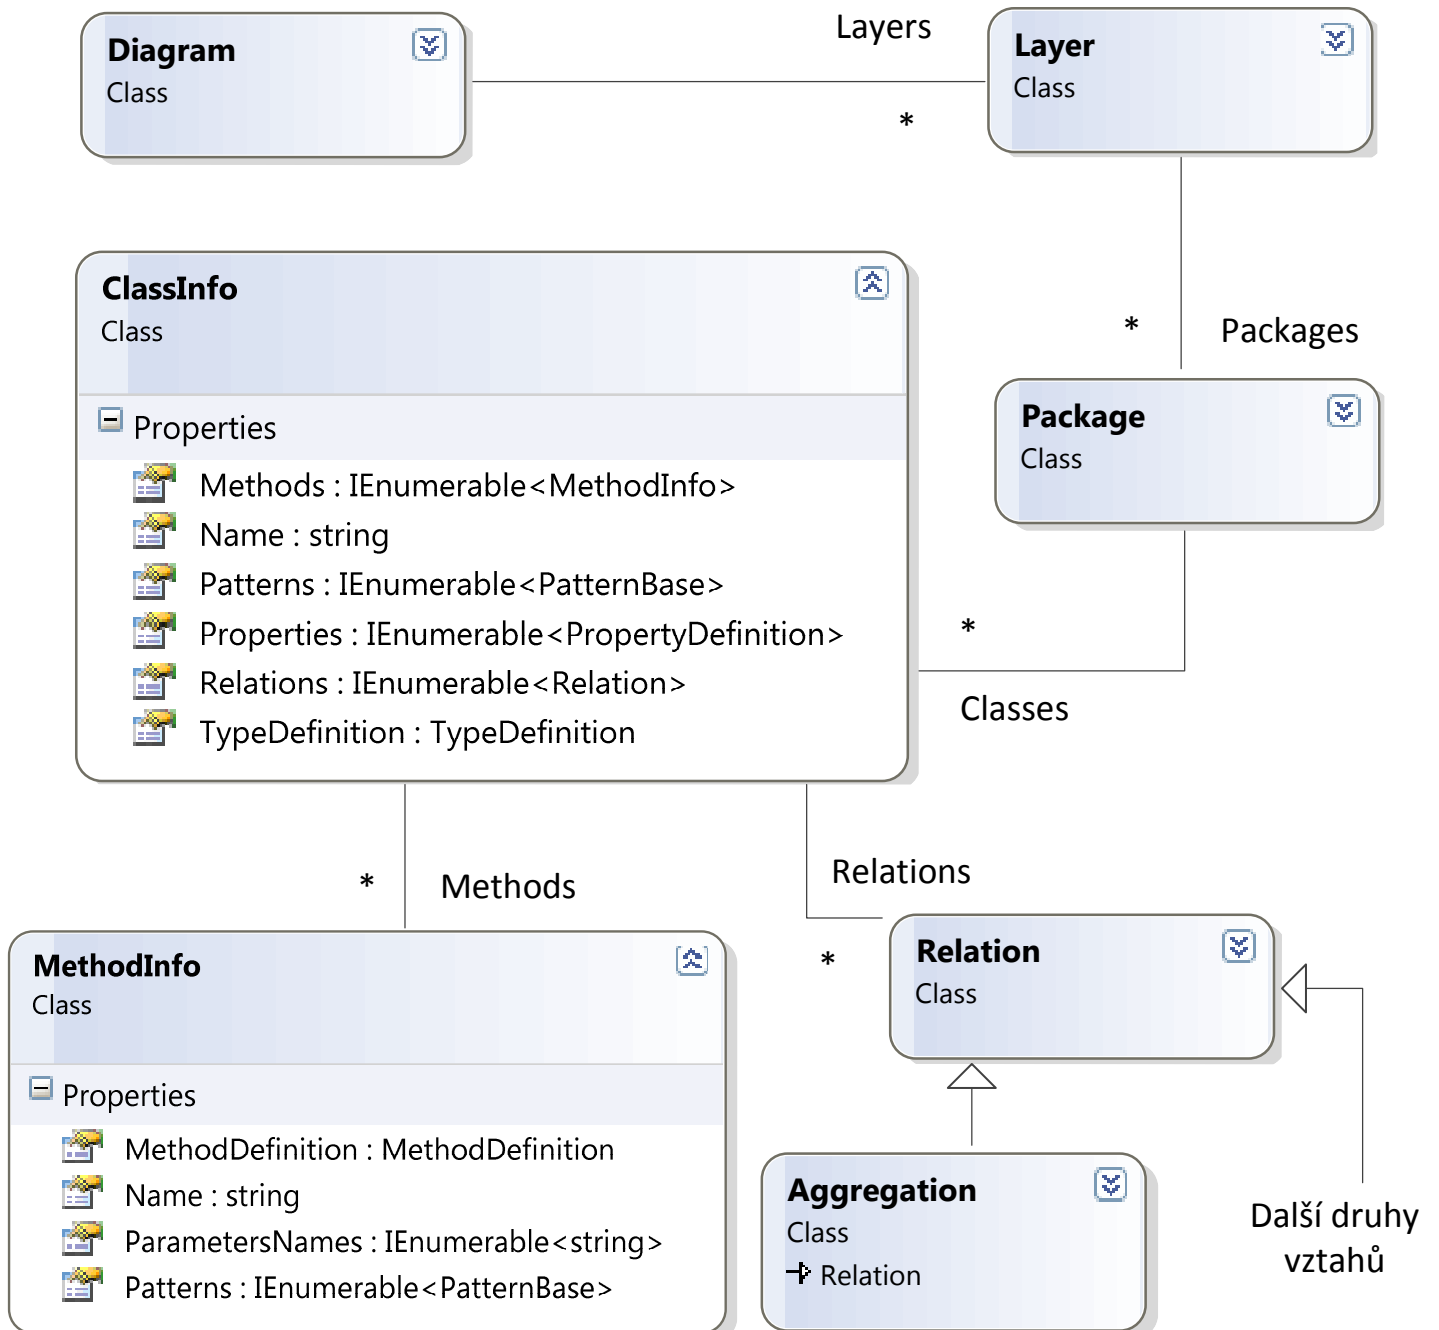 Diagram
Class
Layers
*
Layer
Class
ClassInfo
Class
Properties
Methods : IEnumerable<MethodInfo>
Name : string
Patterns : IEnumerable<PatternBase>
Properties : IEnumerable<PropertyDefinition>
Relations : IEnumerable<Relation>
TypeDefinition : TypeDefinition
* Packages
Package
Class
*
Classes
* Methods
Relations
*
MethodInfo
Class
Properties
MethodDefinition : MethodDefinition
Name : string
ParametersNames : IEnumerable<string>
Patterns : IEnumerable<PatternBase>
Relation
Class
Aggregation
Class
Relation
Další druhy
vztahů